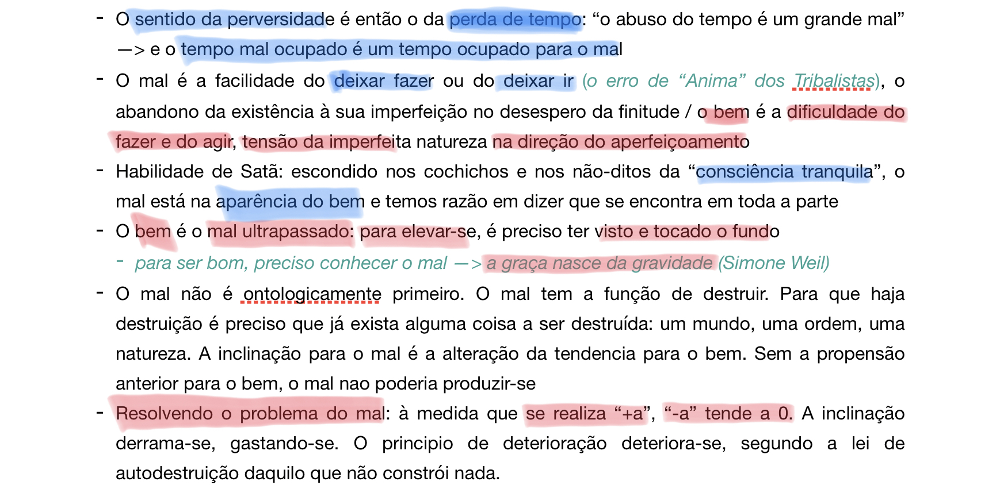 - O sentido da perversidade é então o da perda de tempo: “o abuso do tempo é um grande mal”
—> e o tempo mal ocupado é um tempo ocupado para o mal
- O mal é a facilidade do deixar fazer ou do deixar ir (o erro de “Anima” dos Tribalistas), o
abandono da existência à sua imperfeição no desespero da finitude / o bem é a dificuldade do
fazer e do agir, tensão da imperfeita natureza na direção do aperfeiçoamento
- Habilidade de Satã: escondido nos cochichos e nos não-ditos da “consciência tranquila”, o
mal está na aparência do bem e temos razão em dizer que se encontra em toda a parte
- O bem é o mal ultrapassado: para elevar-se, é preciso ter visto e tocado o fundo
- para ser bom, preciso conhecer o mal —> a graça nasce da gravidade (Simone Weil)
- O mal não é ontologicamente primeiro. O mal tem a função de destruir. Para que haja
destruição é preciso que já exista alguma coisa a ser destruída: um mundo, uma ordem, uma
natureza. A inclinação para o mal é a alteração da tendencia para o bem. Sem a propensão
anterior para o bem, o mal nao poderia produzir-se
- Resolvendo o problema do mal: à medida que se realiza “+a”, “-a” tende a 0. A inclinação
derrama-se, gastando-se. O principio de deterioração deteriora-se, segundo a lei de
autodestruição daquilo que não constrói nada.